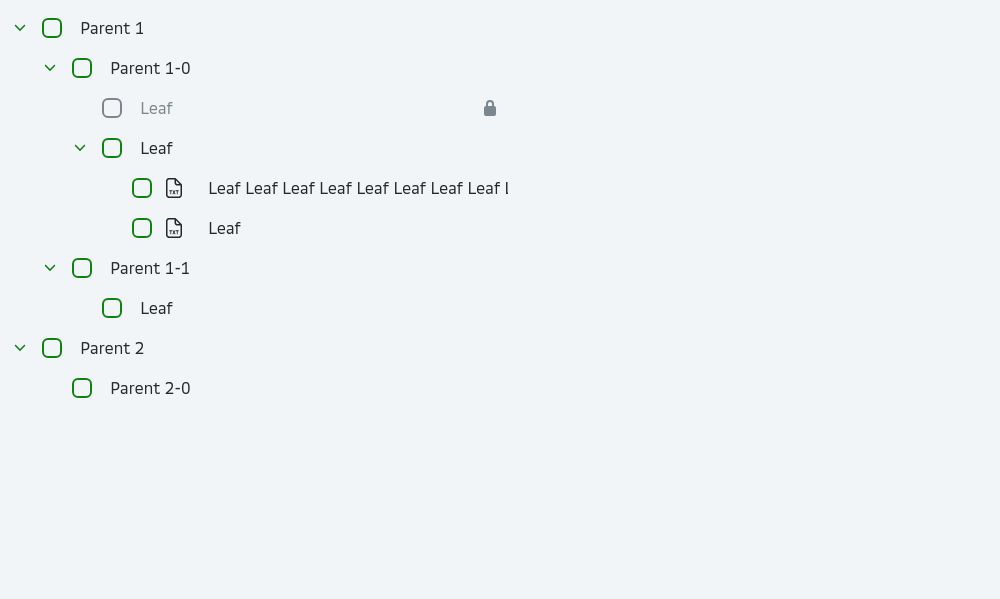 Parent 1
Parent 1-0
Leaf
Leaf
TXT Leaf Leaf Leaf Leaf Leaf Leaf Leaf Leaf
TXT Leaf
Parent 1-1
Leaf
Parent 2
Parent 2-0